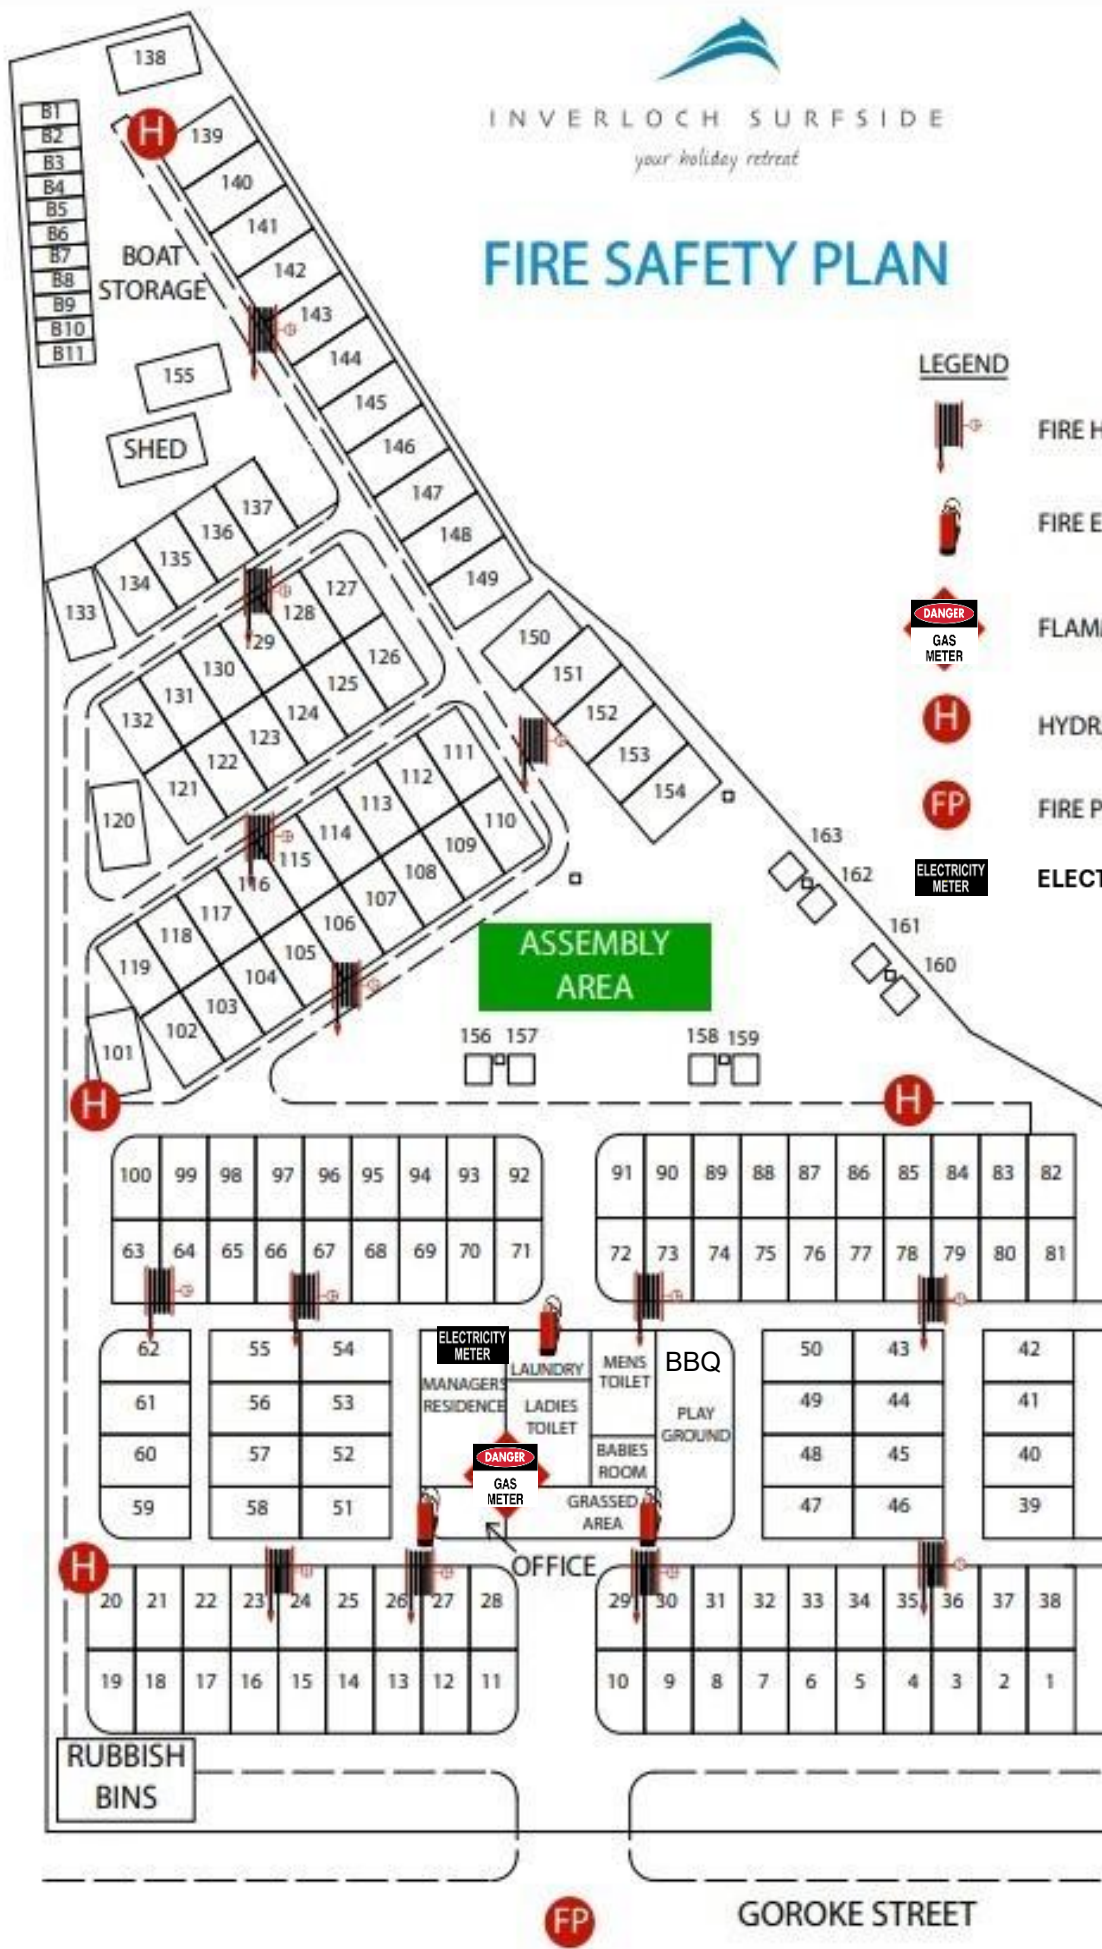 INVERLOCH SURFSIDE
your holiday retreat
FIRE SAFETY PLAN
LEGEND
FIRE H
FIRE E
DANGER
GAS
METER
FLAM
H
HYDR
FP
FIRE P
ELECTRICITY
METER
ELECT
138
H
139
140
141
142
143
144
145
146
147
148
149
B1
B2
B3
B4
B5
B6
B7
B8
B9
B10
B11
BOAT
STORAGE
155
SHED
137
136
135
134
133
127
128
29
130
131
132
126
125
124
123
122
121
120
150
151
152
153
154
111
112
113
114
115
116
117
118
119
110
109
108
107
106
105
104
103
102
101
163
162
161
160
ASSEMBLY
AREA
156 157
158 159
H
H
100 99 98 97 96 95 94 93 92
91 90 89 88 87 86 85 84 83 82
63 64 65 66 67 68 69 70 71
72 73 74 75 76 77 78 79 80 81
62 55 54
61 56 53
60 57 52
59 58 51
ELECTRICITY
METER
MANAGERS
RESIDENCE
LAUNDRY
LADIES
TOILET
MENS
TOILET
BABIES
ROOM
BBQ
PLAY
GROUND
DANGER
GAS
METER
GRASSED
AREA
OFFICE
50 43 42
49 44 41
48 45 40
47 46 39
H
20 21 22 23 24 25 26 27 28
29 30 31 32 33 34 35 36 37 38
19 18 17 16 15 14 13 12 11
10 9 8 7 6 5 4 3 2 1
RUBBISH
BINS
FP
GOROKE STREET